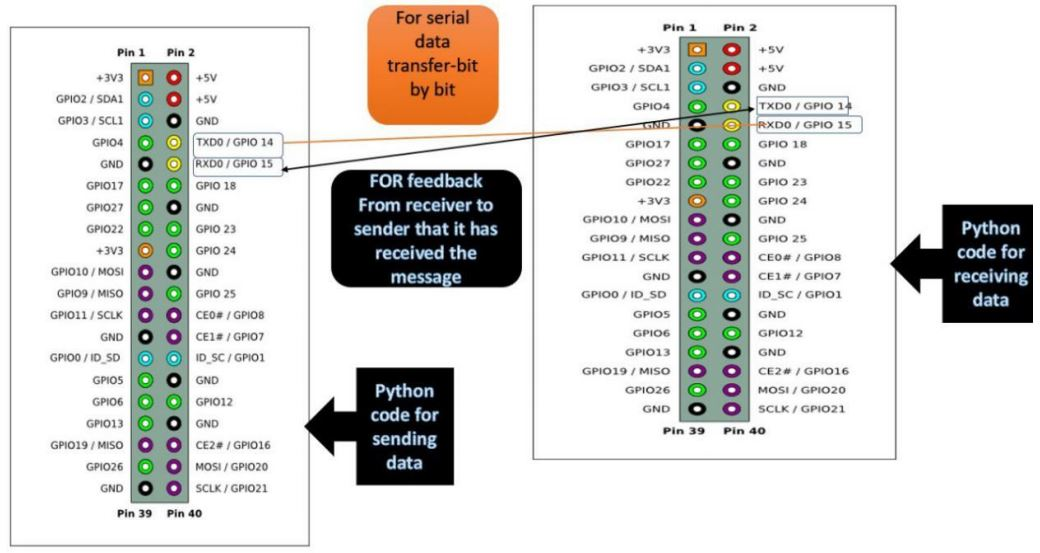 Pin 1 Pin 2
+3V3 +5V
GPIO2 / SDA1 +5V
GPIO3 / SCL1 GND
GPIO4 TXD0 / GPIO 14
GND RXD0 / GPIO 15
GPIO17 GPIO 18
GPIO27 GND
GPIO22 GPIO 23
+3V3 GPIO 24
GPIO10 / MOSI GND
GPIO9 / MISO GPIO 25
GPIO11 / SCLK CE0# / GPIO8
GND CE1# / GPIO7
GPIO0 / ID_SD ID_SC / GPIO1
GPIO5 GND
GPIO6 GPIO12
GPIO13 GND
GPIO19 / MISO CE2# / GPIO16
GPIO26 MOSI / GPIO20
GND SCLK / GPIO21
Pin 39 Pin 40
For serial
data
transfer-bit
by bit
FOR feedback
From receiver to
sender that it has
received the
message
Python
code for
sending
data
Pin 1 Pin 2
+3V3 +5V
GPIO2 / SDA1 +5V
GPIO3 / SCL1 GND
GPIO4 TXD0 / GPIO 14
GND RXD0 / GPIO 15
GPIO17 GPIO 18
GPIO27 GND
GPIO22 GPIO 23
+3V3 GPIO 24
GPIO10 / MOSI GND
GPIO9 / MISO GPIO 25
GPIO11 / SCLK CE0# / GPIO8
GND CE1# / GPIO7
GPIO0 / ID_SD ID_SC / GPIO1
GPIO5 GND
GPIO6 GPIO12
GPIO13 GND
GPIO19 / MISO CE2# / GPIO16
GPIO26 MOSI / GPIO20
GND SCLK / GPIO21
Pin 39 Pin 40
Python
code for
receiving
data